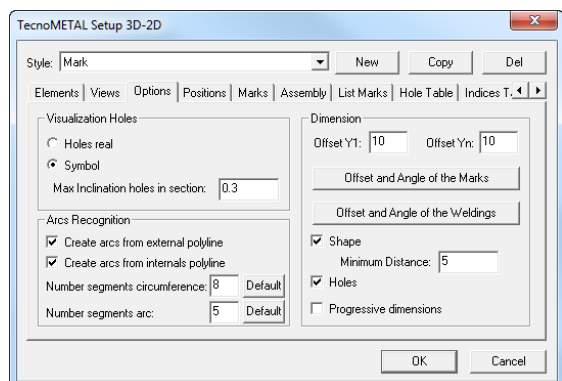 TecnoMETAL Setup 3D-2D
Style: Mark New Copy Del
Elements Views Options Positions Marks Assembly List Marks Hole Table Indices T
Visualization Holes
Holes real
Symbol
Max Inclination holes in section: 0.3
Arcs Recognition
Create arcs from external polyline
Create arcs from internals polyline
Number segments circumference: 8 Default
Number segments arc: 5 Default
Dimension
Offset Y1: 10 Offset Yn: 10
Offset and Angle of the Marks
Offset and Angle of the Weldings
Shape
Minimum Distance: 5
Holes
Progressive dimensions
OK Cancel